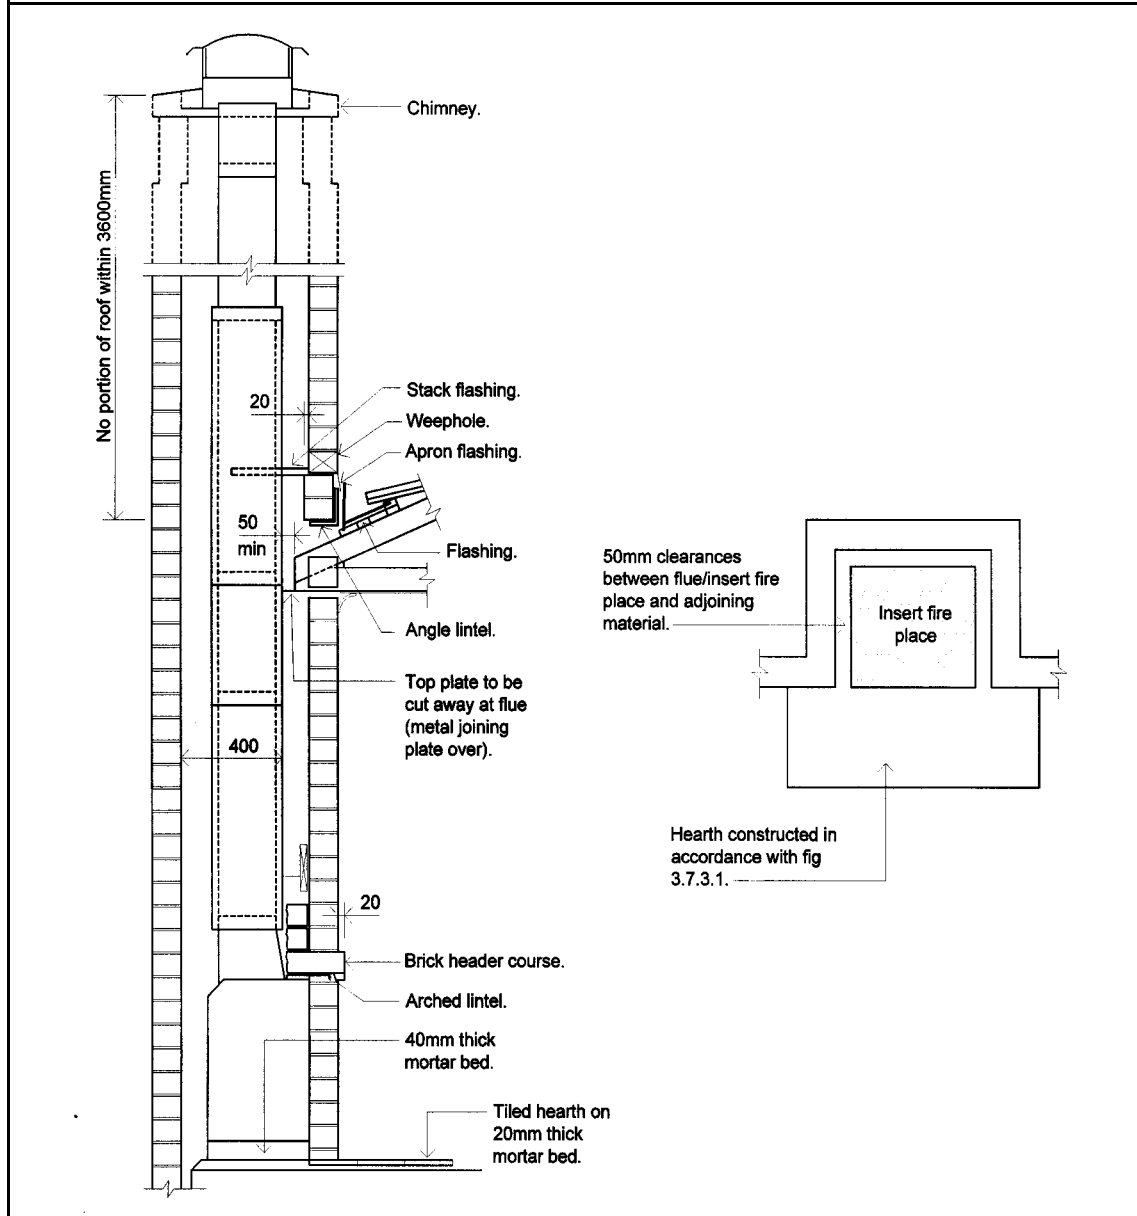 Chimney.
No portion of roof within 3600mm
Stack flashing.
20
Weephole.
Apron flashing.
50
min
Flashing.
Angle lintel.
Top plate to be
cut away at flue
(metal joining
plate over).
400
20
Brick header course.
Arched lintel.
40mm thick
mortar bed.
Tiled hearth on
20mm thick
mortar bed.
50mm clearances
between flue/insert fire
place and adjoining
material.
Insert fire
place
Hearth constructed in
accordance with fig
3.7.3.1.